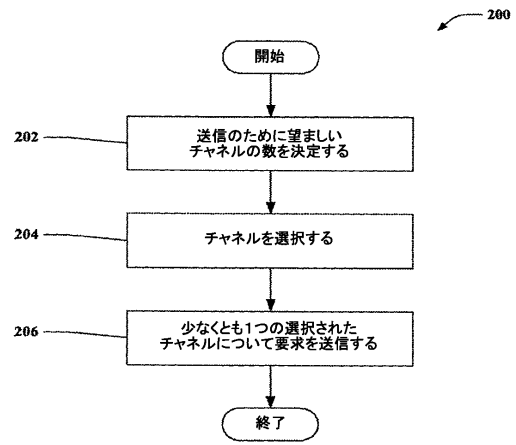 200
開始
202
送信のために望ましい
チャネルの数を決定する
204
チャネルを選択する
206
少なくとも1つの選択された
チャネルについて要求を送信する
終了